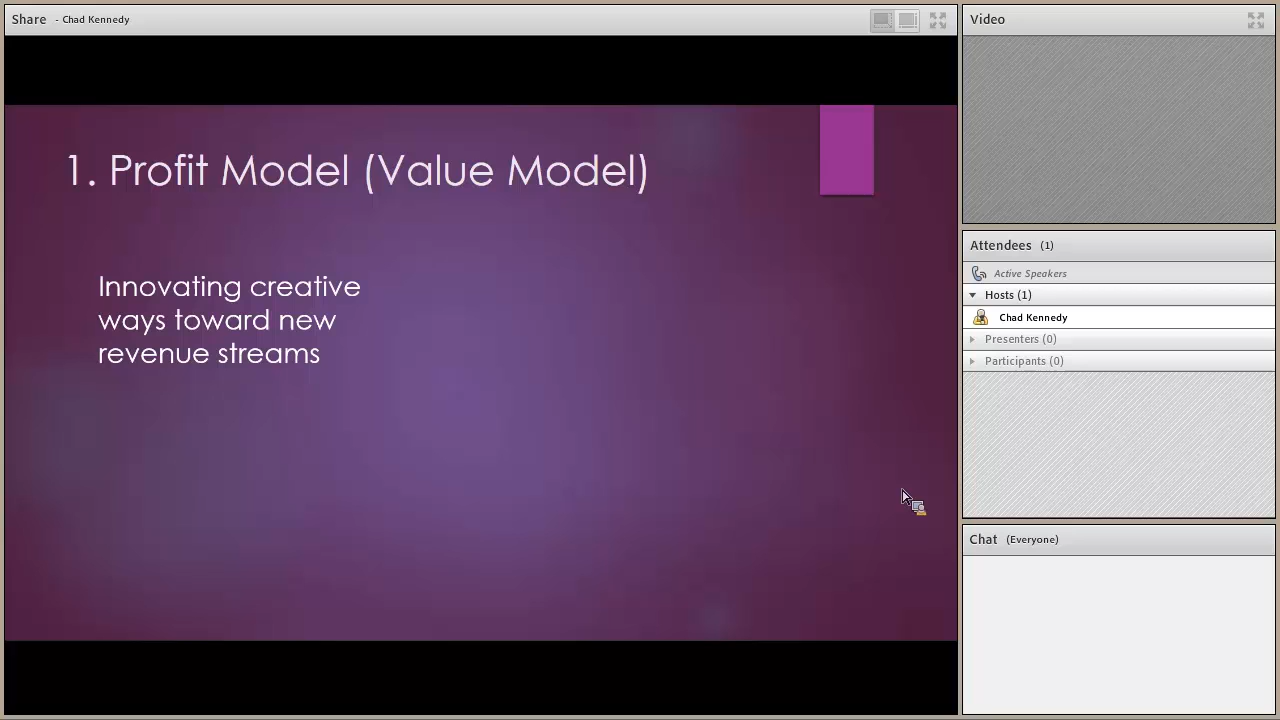 Share - Chad Kennedy
1. Profit Model (Value Model)
Innovating creative
ways toward new
revenue streams
Video
Attendees (1)
Active Speakers
Hosts (1)
Chad Kennedy
Presenters (0)
Participants (0)
Chat (Everyone)